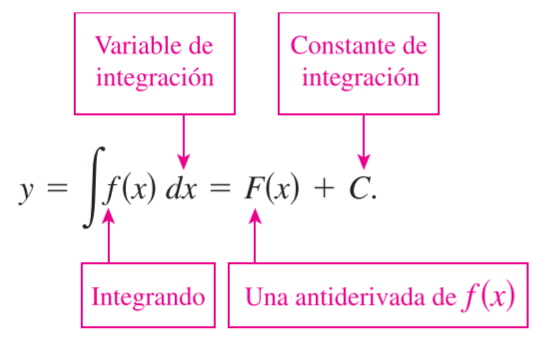 Variable de
integración
Constante de
integración
y = ∫ f(x) dx = F(x) + C.
Integrando
Una antiderivada de f(x)